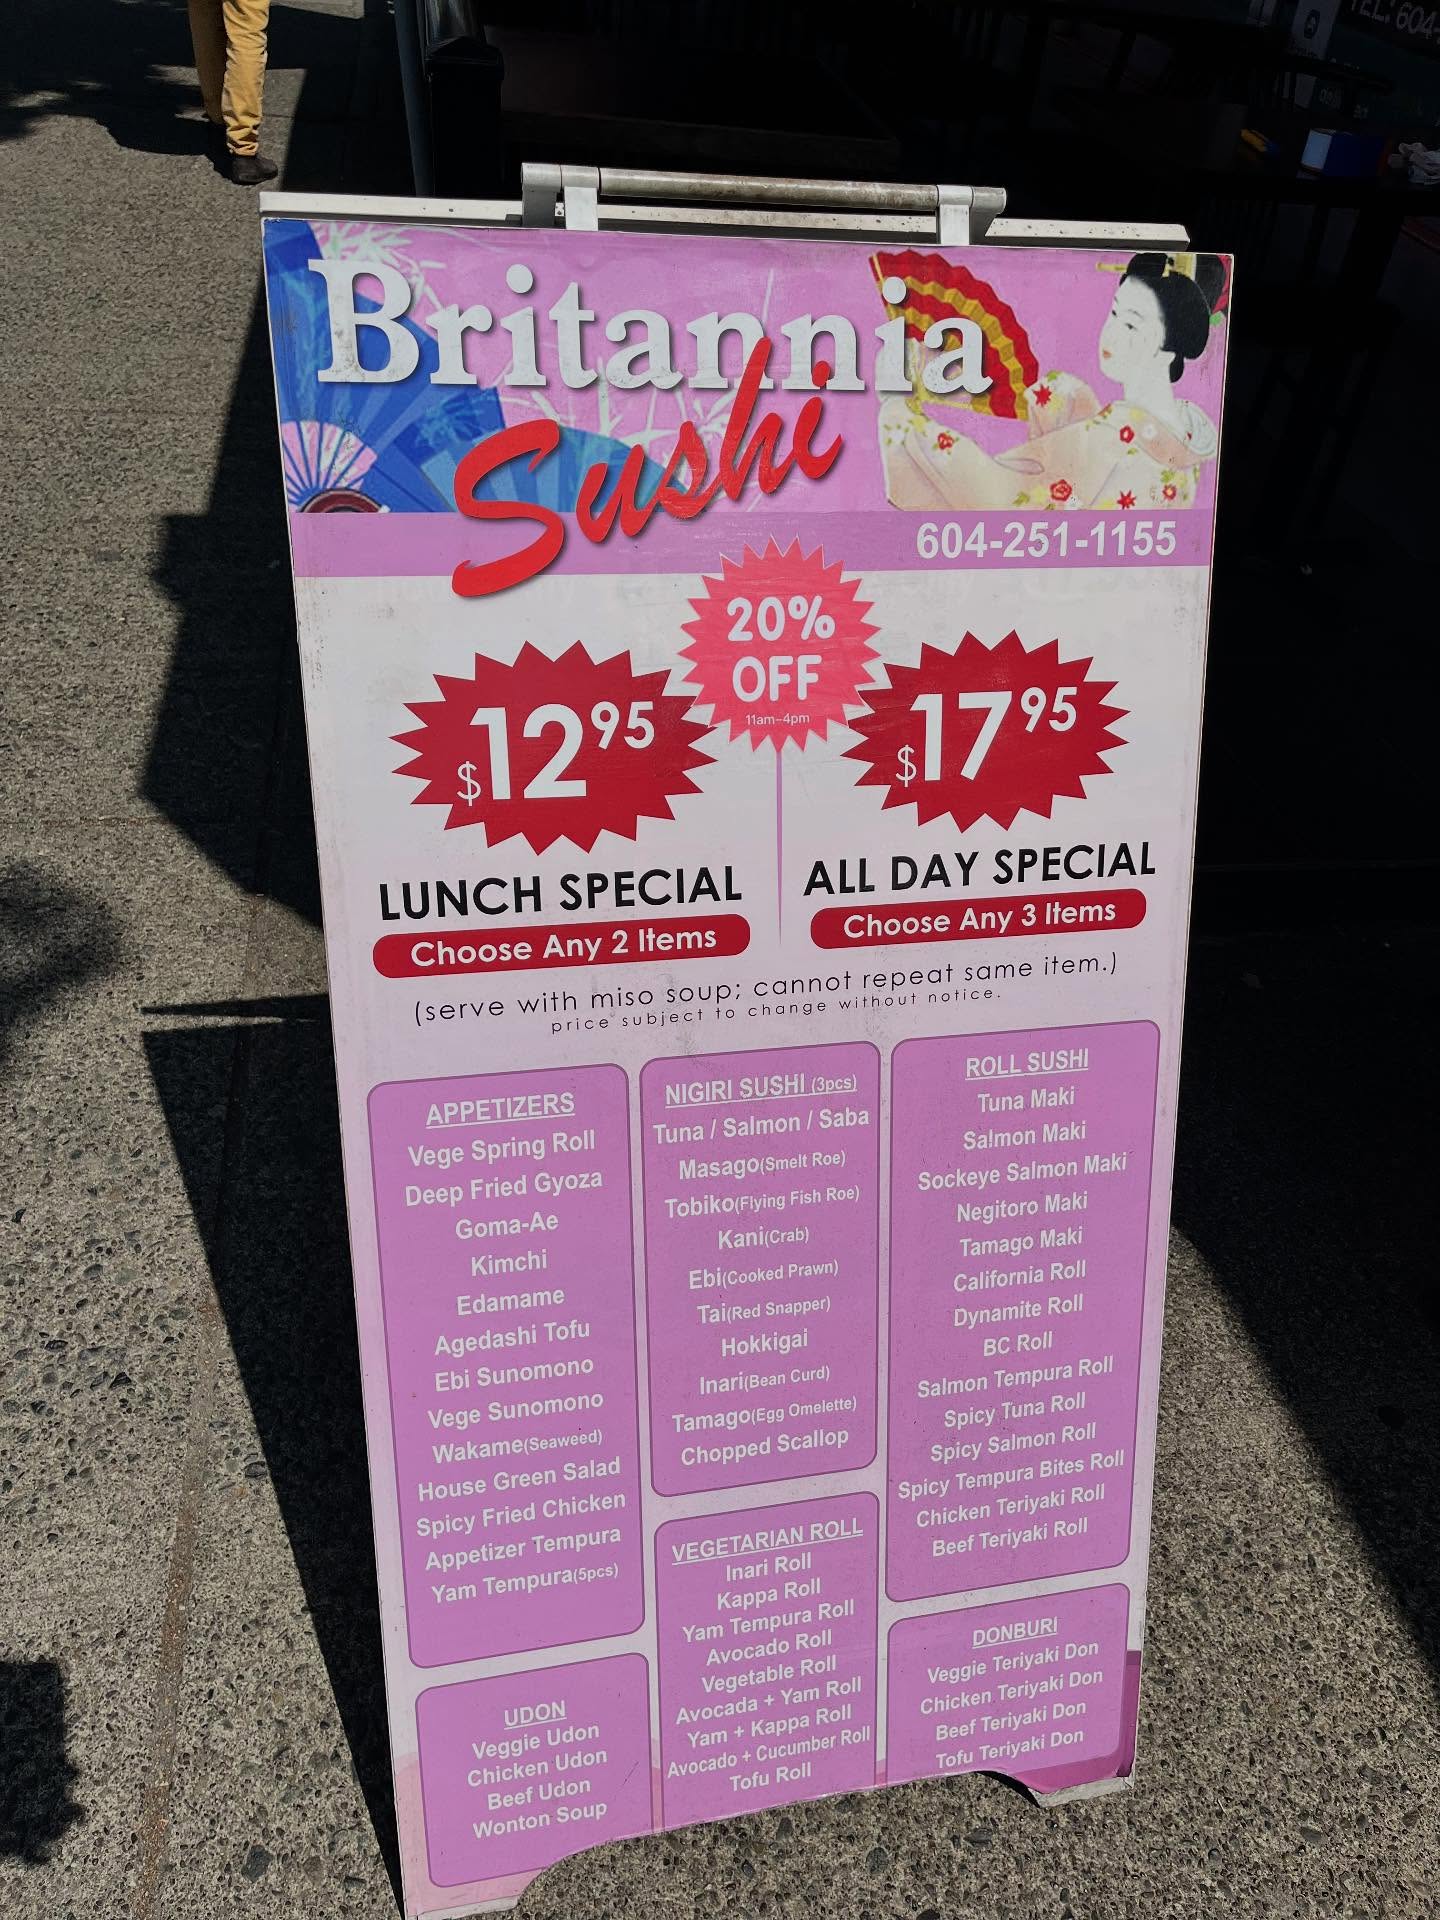 TEL: 604-
Britannia
Sushi
604-251-1155
20%
OFF
11am-4pm
$12.95
LUNCH SPECIAL
Choose Any 2 Items
$17.95
ALL DAY SPECIAL
Choose Any 3 Items
(serve with miso soup; cannot repeat same item.)
price subject to change without notice.
APPETIZERS
Vege Spring Roll
Deep Fried Gyoza
Goma-Ae
Kimchi
Edamame
Agedashi Tofu
Ebi Sunomono
Vege Sunomono
Wakame(Seaweed)
House Green Salad
Spicy Fried Chicken
Appetizer Tempura
Yam Tempura(5pcs)
UDON
Veggie Udon
Chicken Udon
Beef Udon
Wonton Soup
NIGIRI SUSHI (3pcs)
Tuna / Salmon / Saba
Masago(Smelt Roe)
Tobiko(Flying Fish Roe)
Kani(Crab)
Ebi(Cooked Prawn)
Tai(Red Snapper)
Hokkigai
Inari(Bean Curd)
Tamago(Egg Omelette)
Chopped Scallop
VEGETARIAN ROLL
Inari Roll
Kappa Roll
Yam Tempura Roll
Avocado Roll
Vegetable Roll
Avocada + Yam Roll
Yam + Kappa Roll
Avocado + Cucumber Roll
Tofu Roll
ROLL SUSHI
Tuna Maki
Salmon Maki
Sockeye Salmon Maki
Negitoro Maki
Tamago Maki
California Roll
Dynamite Roll
BC Roll
Salmon Tempura Roll
Spicy Tuna Roll
Spicy Salmon Roll
Spicy Tempura Bites Roll
Chicken Teriyaki Roll
Beef Teriyaki Roll
DONBURI
Veggie Teriyaki Don
Chicken Teriyaki Don
Beef Teriyaki Don
Tofu Teriyaki Don